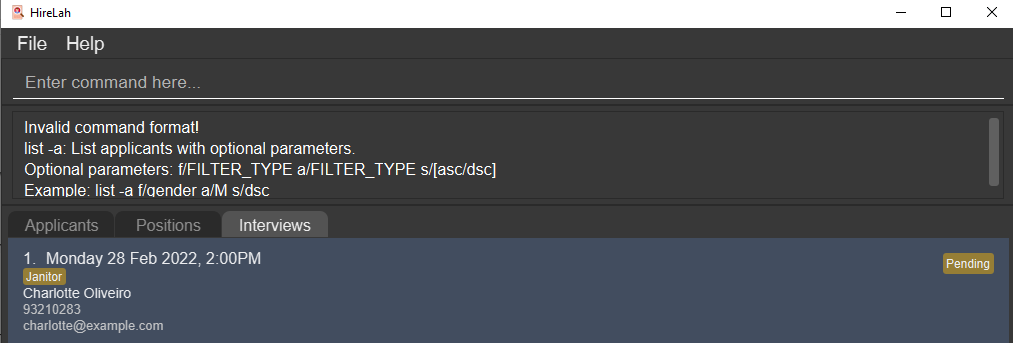 HireLah
File Help
Enter command here...
Invalid command format!
list -a: List applicants with optional parameters.
Optional parameters: f/FILTER_TYPE a/FILTER_TYPE s/[asc/dsc]
Example: list -a f/gender a/M s/dsc
Applicants Positions Interviews
1. Monday 28 Feb 2022, 2:00PM
Pending
Janitor
Charlotte Oliveiro
93210283
charlotte@example.com